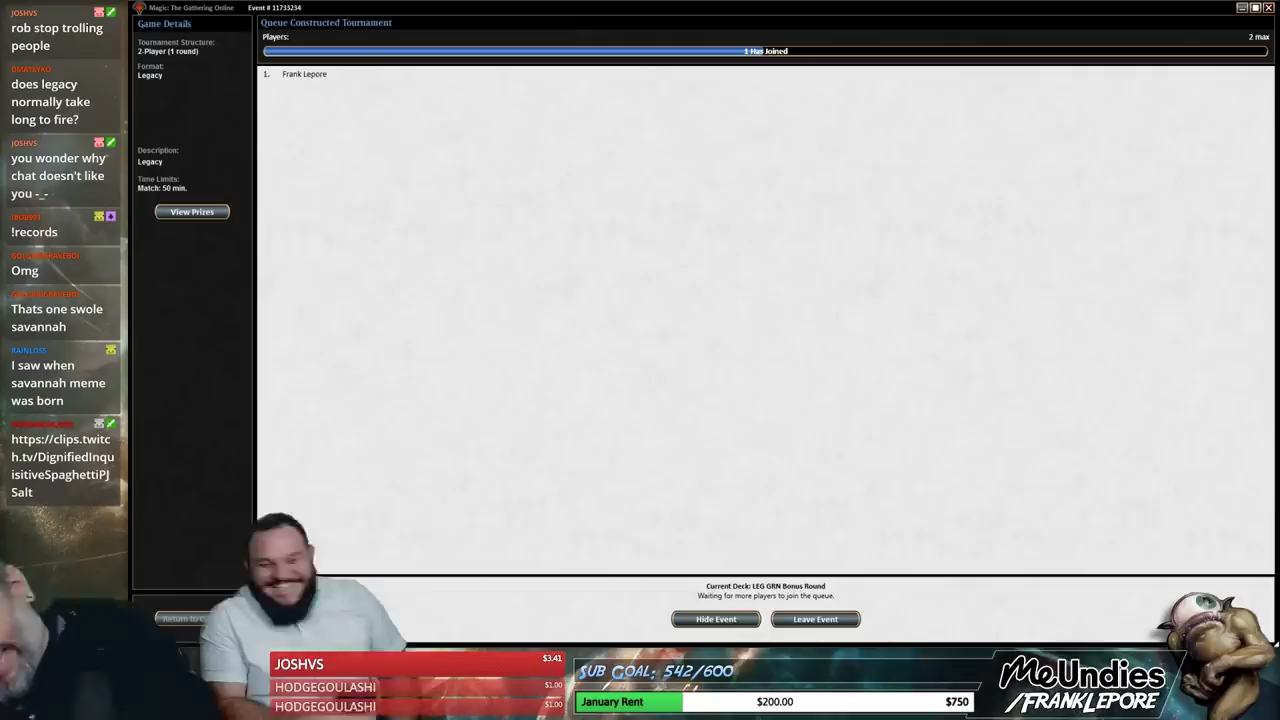 JOSHVS
rob stop trolling
people
does legacy
normally take
long to fire?
JOSHVS
you wonder why
chat doesn't like
you -_-
!records
Omg
Thats one swole
savannah
RAINLOSS
I saw when
savannah meme
was born
https://clips.twitc
h.tv/DignifiedInqu
isitiveSpaghettiPJ
Salt
Magic: The Gathering Online Event # 11733234
Game Details
Tournament Structure:
2-Player (1 round)
Format:
Legacy
Description:
Legacy
Time Limits:
Match: 50 min.
View Prizes
Return to
Queue Constructed Tournament
Players: 2 max
1 Has Joined
1. Frank Lepore
Current Deck: LEG GRN Bonus Round
Waiting for more players to join the queue.
Hide Event Leave Event
JOSHVS $3.41
HODGEGOULASHI $1.00
HODGEGOULASHI $1.00
SUB GOAL: 542/600
January Rent $200.00 $750
MeUndies
/FRANKLEPORE